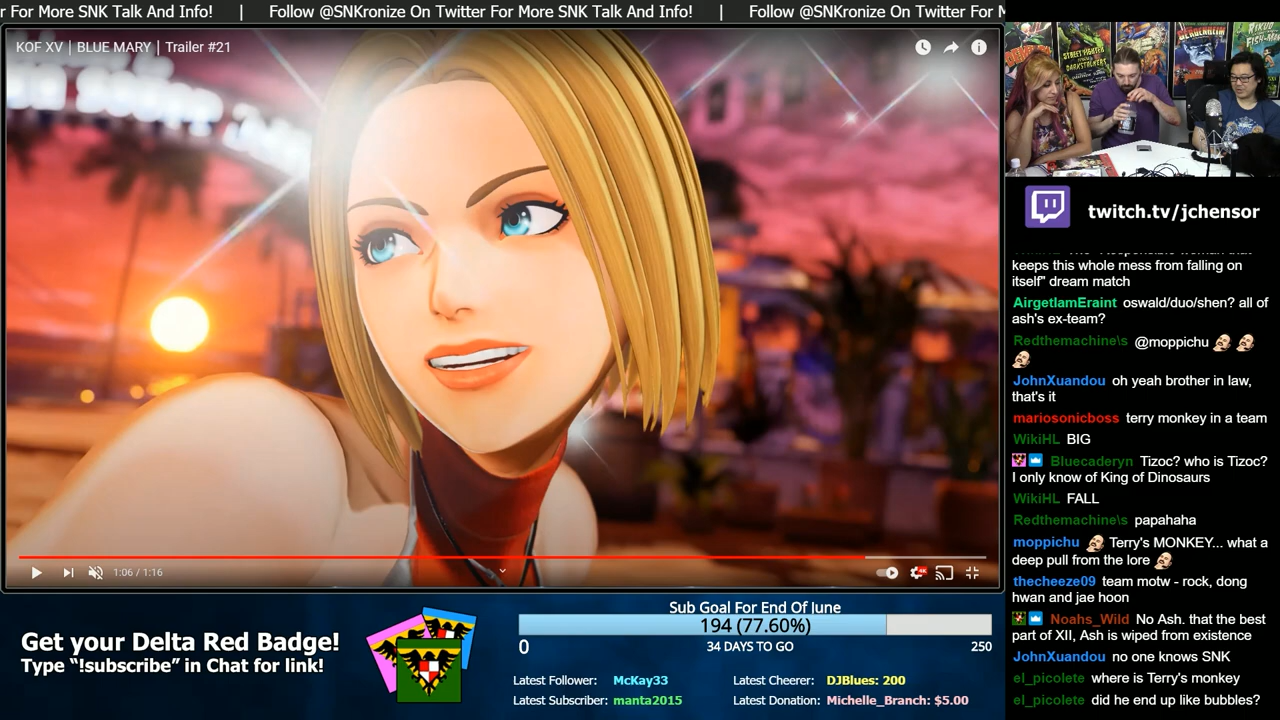 r For More SNK Talk And Info! | Follow @SNKronize On Twitter For More SNK Talk And Info! | Follow @SNKronize On Twitter For M
KOF XV | BLUE MARY | Trailer #21
1:06 / 1:16
4K
STREET FIGHTER
DARKSTALKERS
twitch.tv/jchensor
keeps this whole mess from falling on
itself" dream match
AirgetlamEraint oswald/duo/shen? all of
ash's ex-team?
Redthemachine\s @moppichu
JohnXuandou oh yeah brother in law,
that's it
mariosonicboss terry monkey in a team
WikiHL BIG
Bluecaderyn Tizoc? who is Tizoc?
I only know of King of Dinosaurs
WikiHL FALL
Redthemachine\s papahaha
moppichu Terry's MONKEY... what a
deep pull from the lore
thecheeze09 team motw - rock, dong
hwan and jae hoon
Noahs_Wild No Ash. that the best
part of XII, Ash is wiped from existence
JohnXuandou no one knows SNK
el_picolete where is Terry's monkey
el_picolete did he end up like bubbles?
Get your Delta Red Badge!
Type "!subscribe" in Chat for link!
Sub Goal For End Of June
194 (77.60%)
0
34 DAYS TO GO
250
Latest Follower: McKay33
Latest Cheerer: DJBlues: 200
Latest Subscriber: manta2015
Latest Donation: Michelle_Branch: $5.00